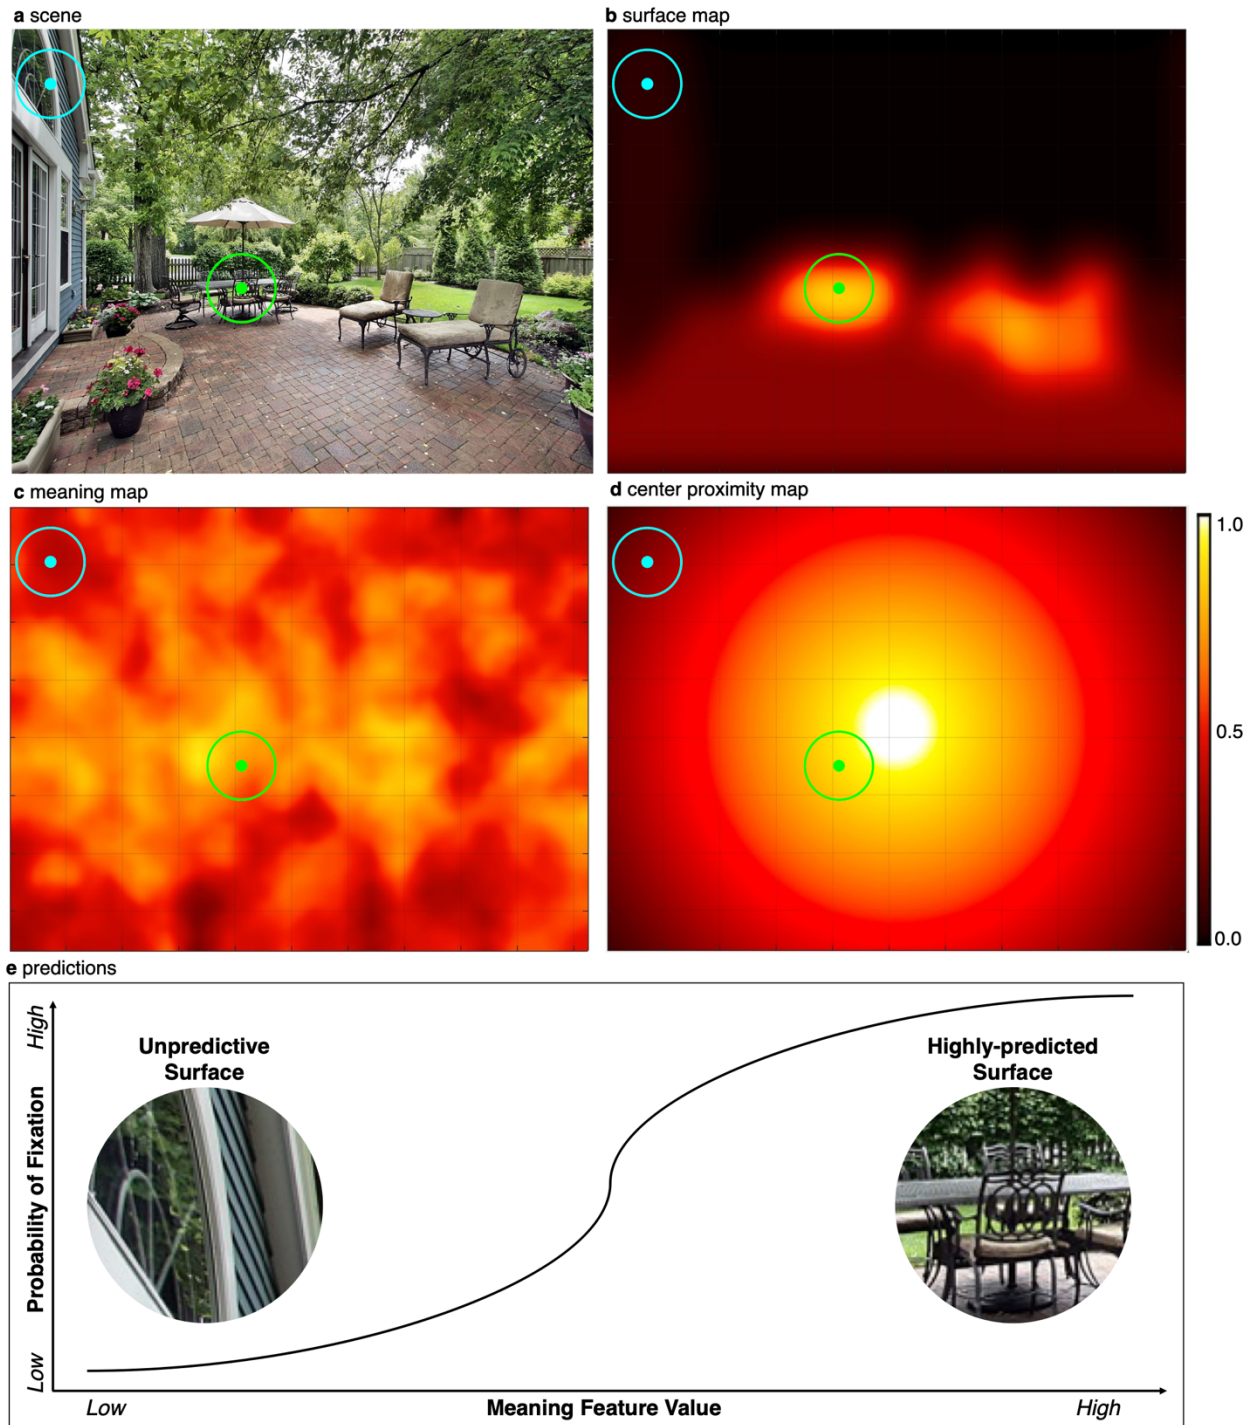 a scene
b surface map
c meaning map
d center proximity map
1.0
0.5
0.0
e predictions
High
Probability of Fixation
Low
Unpredictive
Surface
Highly-predicted
Surface
Low
Meaning Feature Value
High